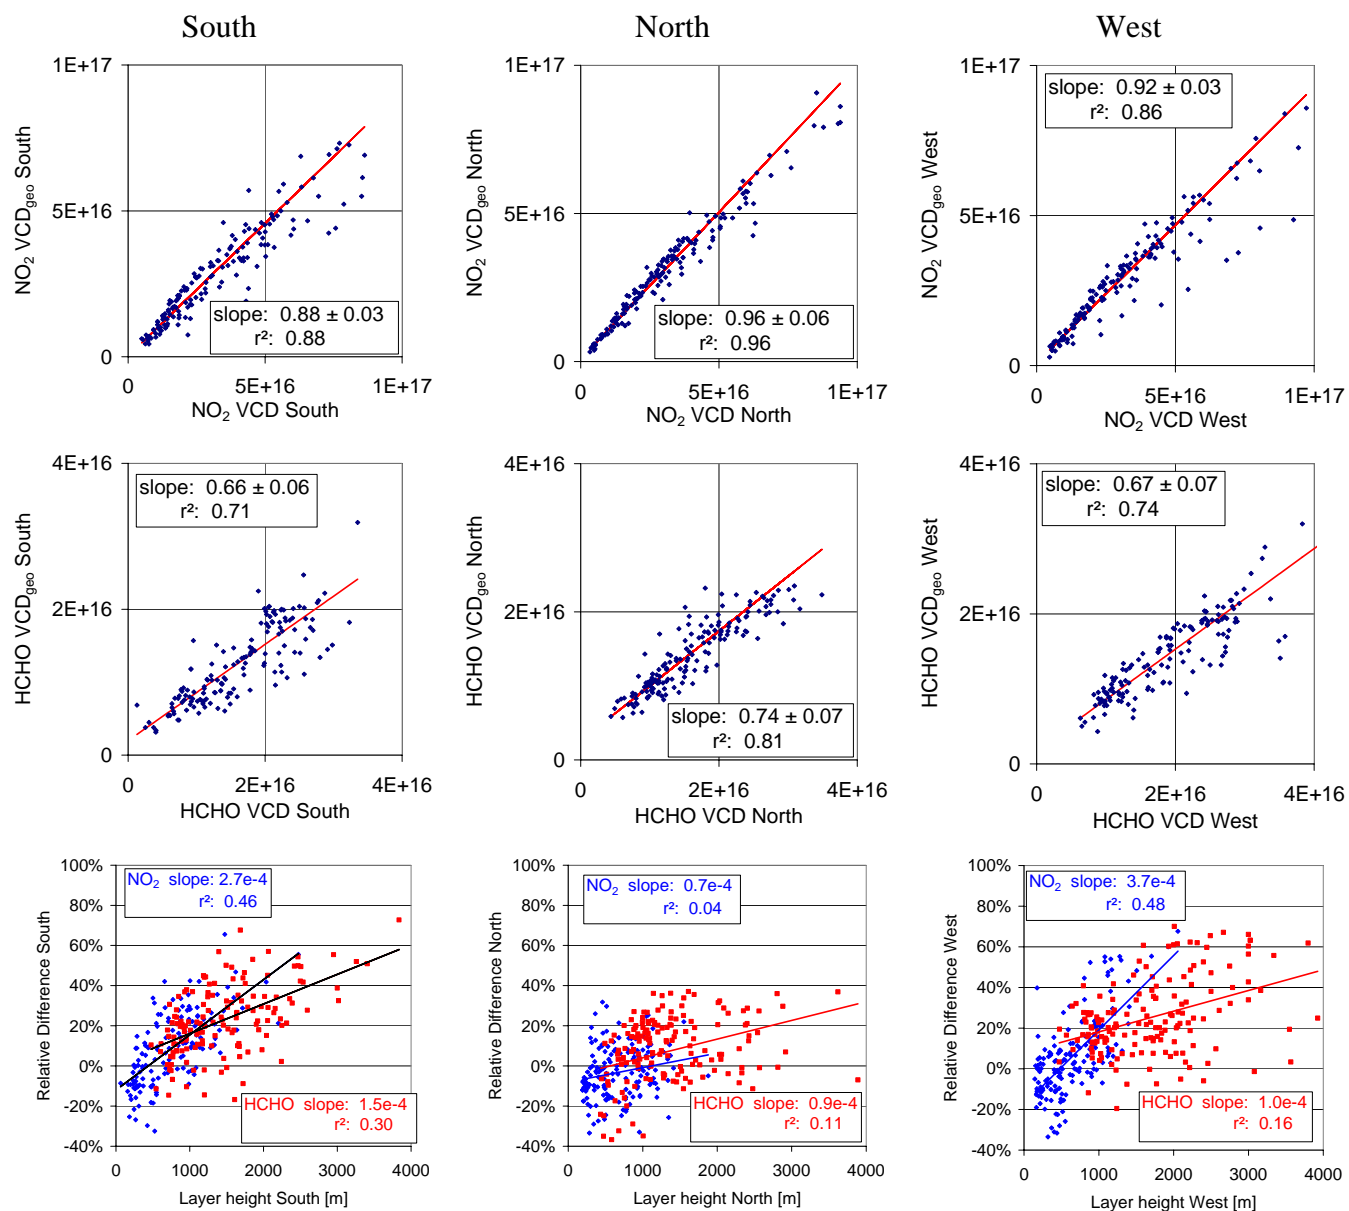 South
North
West
1E+17
5E+16
0
0
5E+16
1E+17
NO₂ VCDgeo South
NO₂ VCD South
slope: 0.88 ± 0.03
r²: 0.88
1E+17
5E+16
0
0
5E+16
1E+17
NO₂ VCDgeo North
NO₂ VCD North
slope: 0.96 ± 0.06
r²: 0.96
1E+17
5E+16
0
0
5E+16
1E+17
NO₂ VCDgeo West
NO₂ VCD West
slope: 0.92 ± 0.03
r²: 0.86
4E+16
2E+16
0
0
2E+16
4E+16
HCHO VCDgeo South
HCHO VCD South
slope: 0.66 ± 0.06
r²: 0.71
4E+16
2E+16
0
0
2E+16
4E+16
HCHO VCDgeo North
HCHO VCD North
slope: 0.74 ± 0.07
r²: 0.81
4E+16
2E+16
0
0
2E+16
4E+16
HCHO VCDgeo West
HCHO VCD West
slope: 0.67 ± 0.07
r²: 0.74
100%
80%
60%
40%
20%
0%
-20%
-40%
0
1000
2000
3000
4000
Relative Difference South
Layer height South [m]
NO₂ slope: 2.7e-4
r²: 0.46
HCHO slope: 1.5e-4
r²: 0.30
100%
80%
60%
40%
20%
0%
-20%
-40%
0
1000
2000
3000
4000
Relative Difference North
Layer height North [m]
NO₂ slope: 0.7e-4
r²: 0.04
HCHO slope: 0.9e-4
r²: 0.11
100%
80%
60%
40%
20%
0%
-20%
-40%
0
1000
2000
3000
4000
Relative Difference West
Layer height West [m]
NO₂ slope: 3.7e-4
r²: 0.48
HCHO slope: 1.0e-4
r²: 0.16